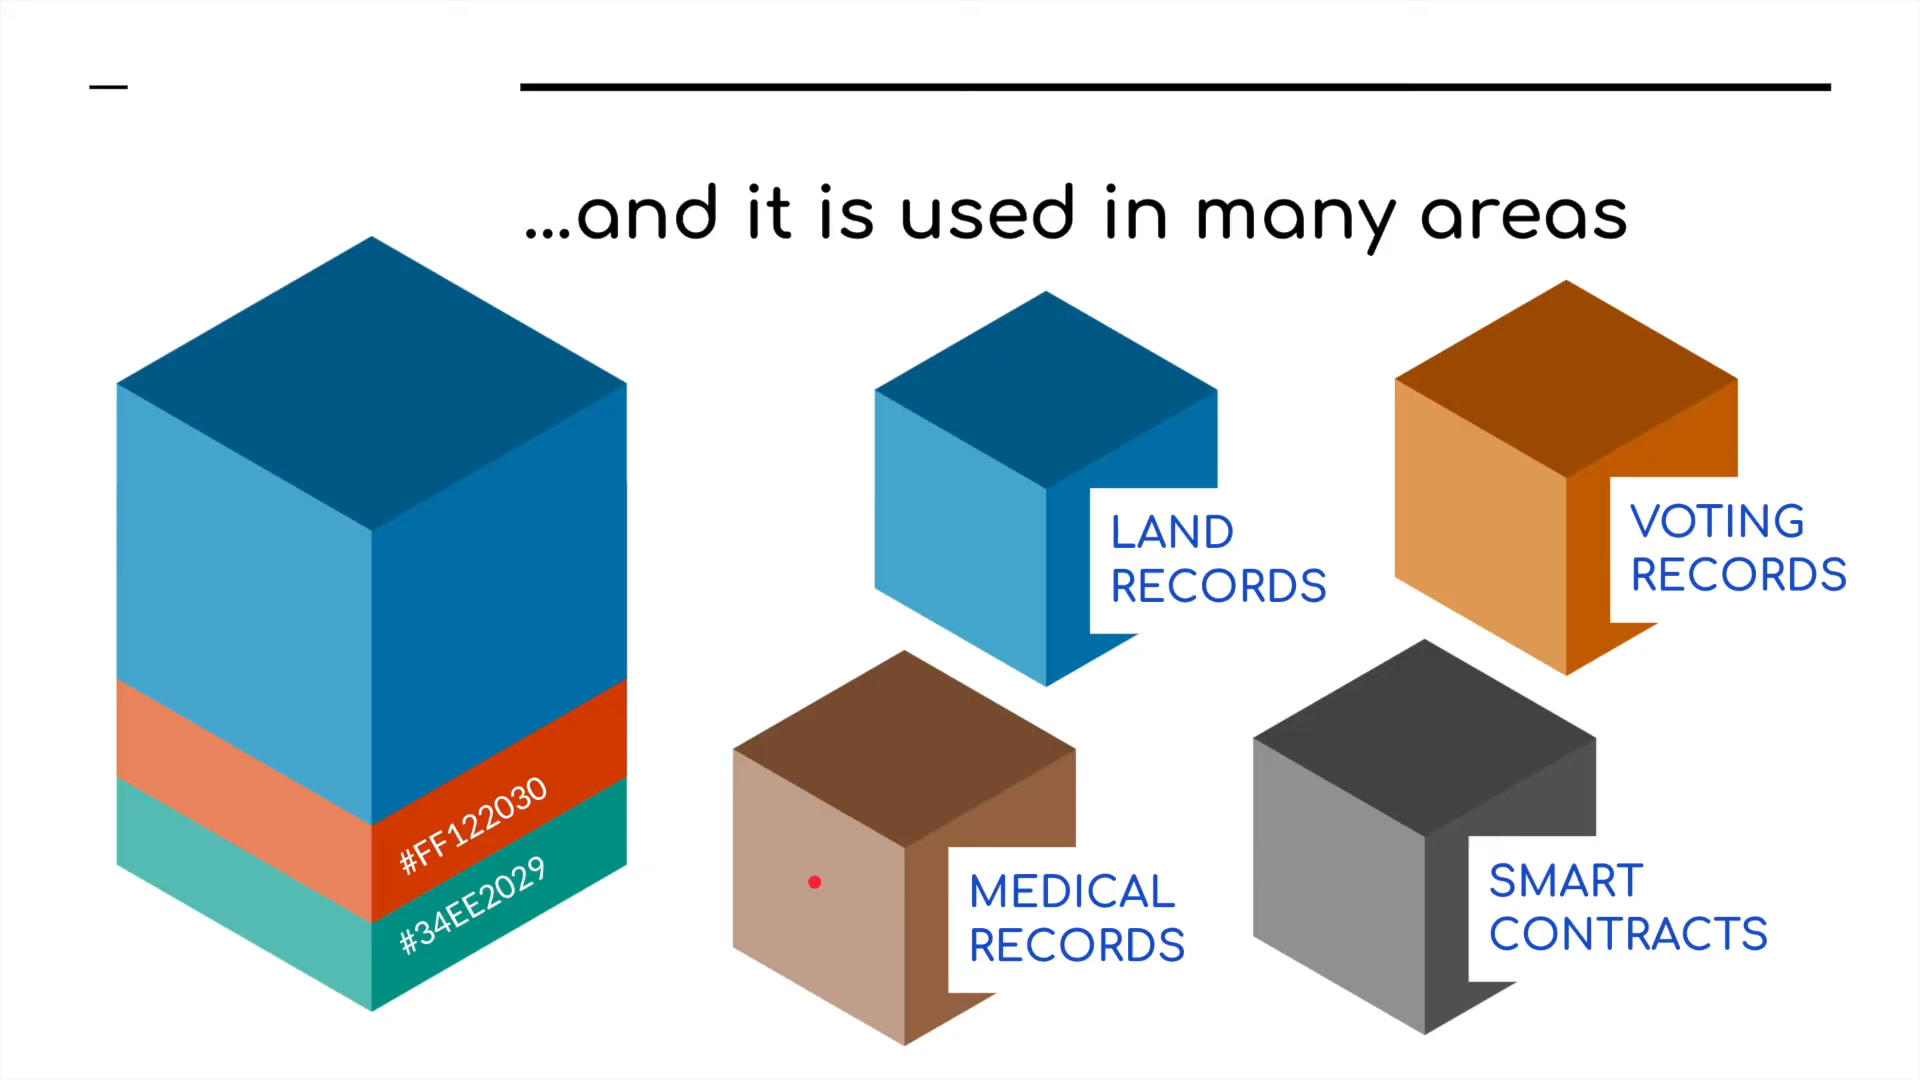 ...and it is used in many areas
LAND
RECORDS
VOTING
RECORDS
#FF122030
#34EE2029
MEDICAL
RECORDS
SMART
CONTRACTS